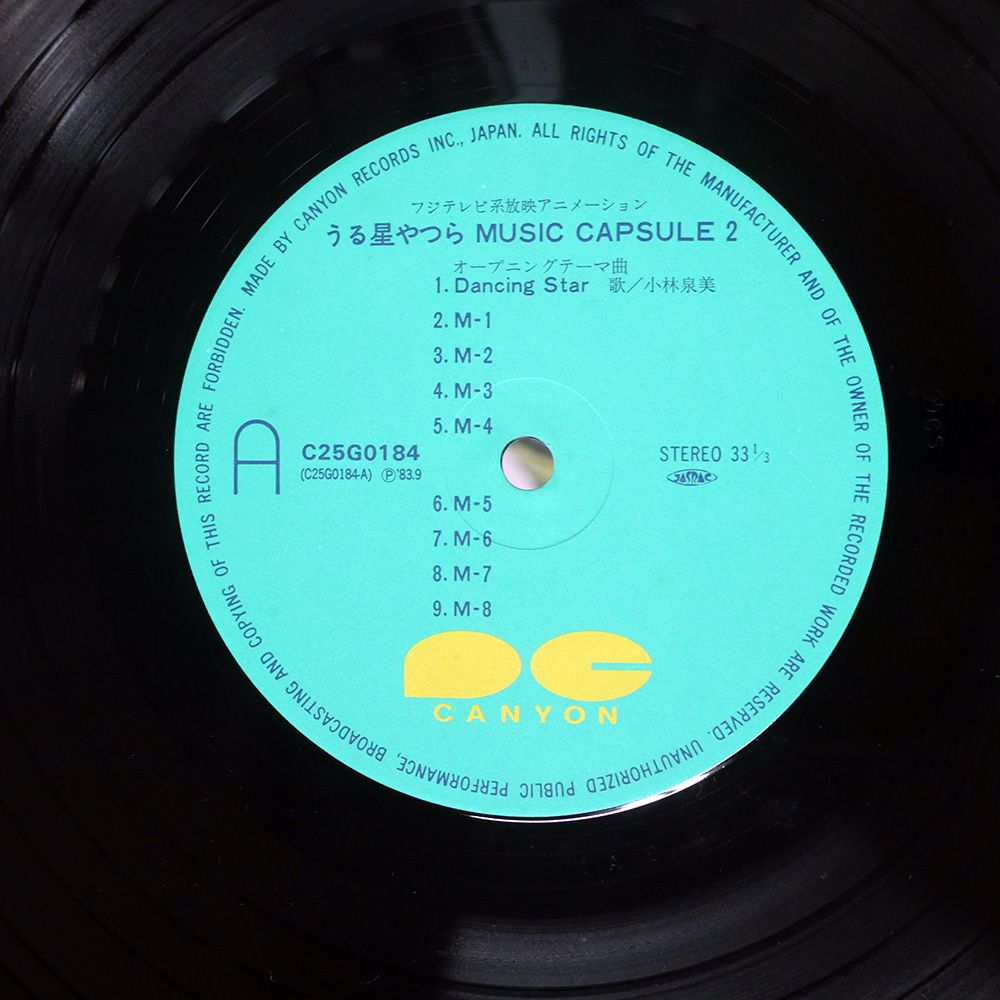 MADE BY CANYON RECORDS INC., JAPAN. ALL RIGHTS OF THE MANUFACTURER AND OF THE OWNER OF THE RECORDED WORK ARE RESERVED. UNAUTHORIZED PUBLIC PERFORMANCE, BROADCASTING AND COPYING OF THIS RECORD ARE FORBIDDEN.
フジテレビ系放映アニメーション
うる星やつら MUSIC CAPSULE 2
オープニングテーマ曲
1. Dancing Star 歌／小林泉美
2. M-1
3. M-2
4. M-3
5. M-4
A
C25G0184
(C25G0184-A) Ⓟ'83.9
STEREO 33 1/3
JASRAC
6. M-5
7. M-6
8. M-7
9. M-8
CANYON